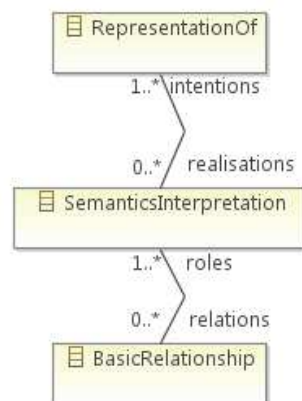 RepresentationOf
1..* intentions
0..* realisations
SemanticsInterpretation
1..* roles
0..* relations
BasicRelationship